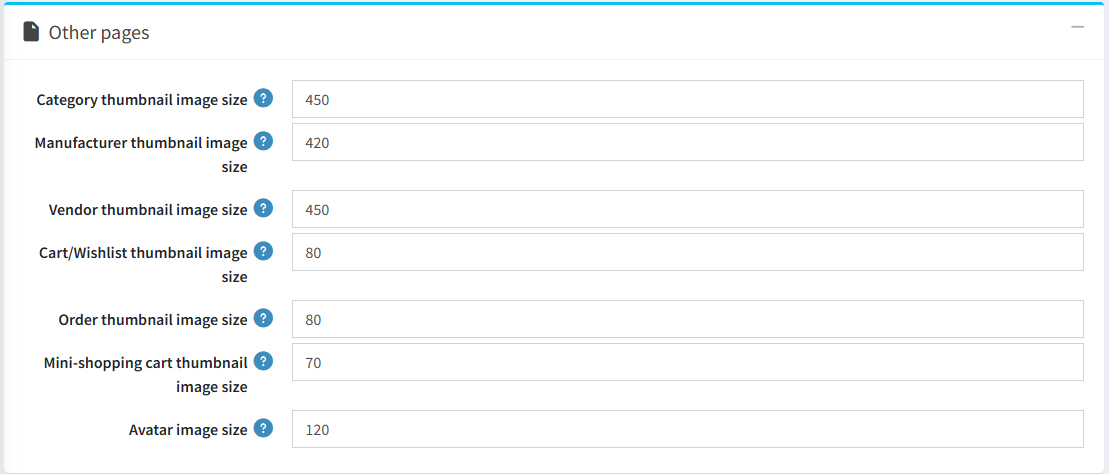 Other pages
Category thumbnail image size ? 450
Manufacturer thumbnail image ? 420
size
Vendor thumbnail image size ? 450
Cart/Wishlist thumbnail image ? 80
size
Order thumbnail image size ? 80
Mini-shopping cart thumbnail ? 70
image size
Avatar image size ? 120